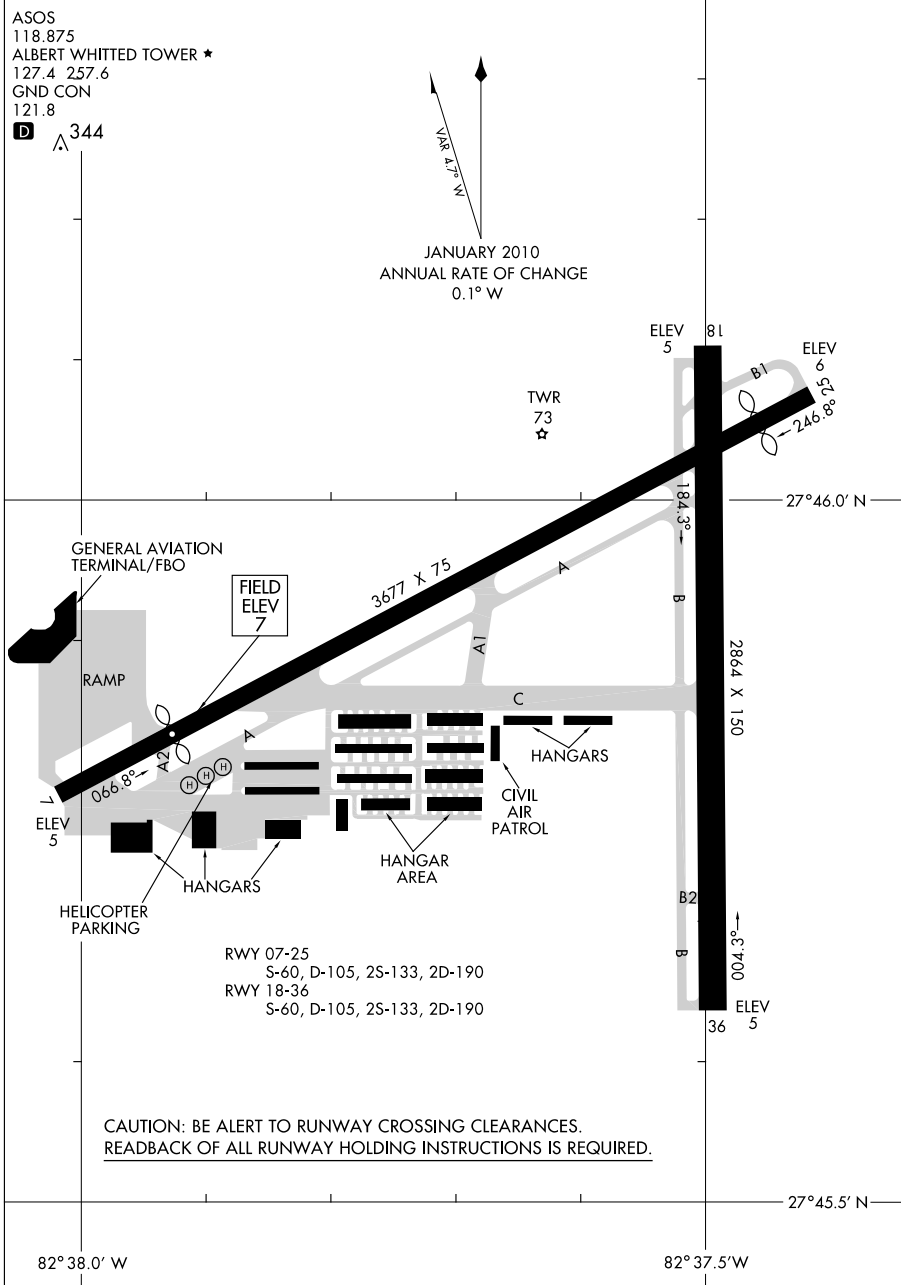 ASOS
118.875
ALBERT WHITTED TOWER ★
127.4 257.6
GND CON
121.8
D
344
VAR 4.7° W
JANUARY 2010
ANNUAL RATE OF CHANGE
0.1° W
ELEV
5
18
ELEV
6
25
B1
246.8°
TWR
73
27°46.0' N
184.3°
GENERAL AVIATION
TERMINAL/FBO
FIELD
ELEV
7
3677 X 75
A
B
A1
2864 X 150
RAMP
C
A
A2
HANGARS
066.8°
H
H
H
7
ELEV
5
CIVIL
AIR
PATROL
HANGAR
AREA
HANGARS
HELICOPTER
PARKING
B2
B
004.3°
RWY 07-25
S-60, D-105, 2S-133, 2D-190
RWY 18-36
S-60, D-105, 2S-133, 2D-190
36
ELEV
5
CAUTION: BE ALERT TO RUNWAY CROSSING CLEARANCES.
READBACK OF ALL RUNWAY HOLDING INSTRUCTIONS IS REQUIRED.
27°45.5' N
82°38.0' W
82°37.5'W